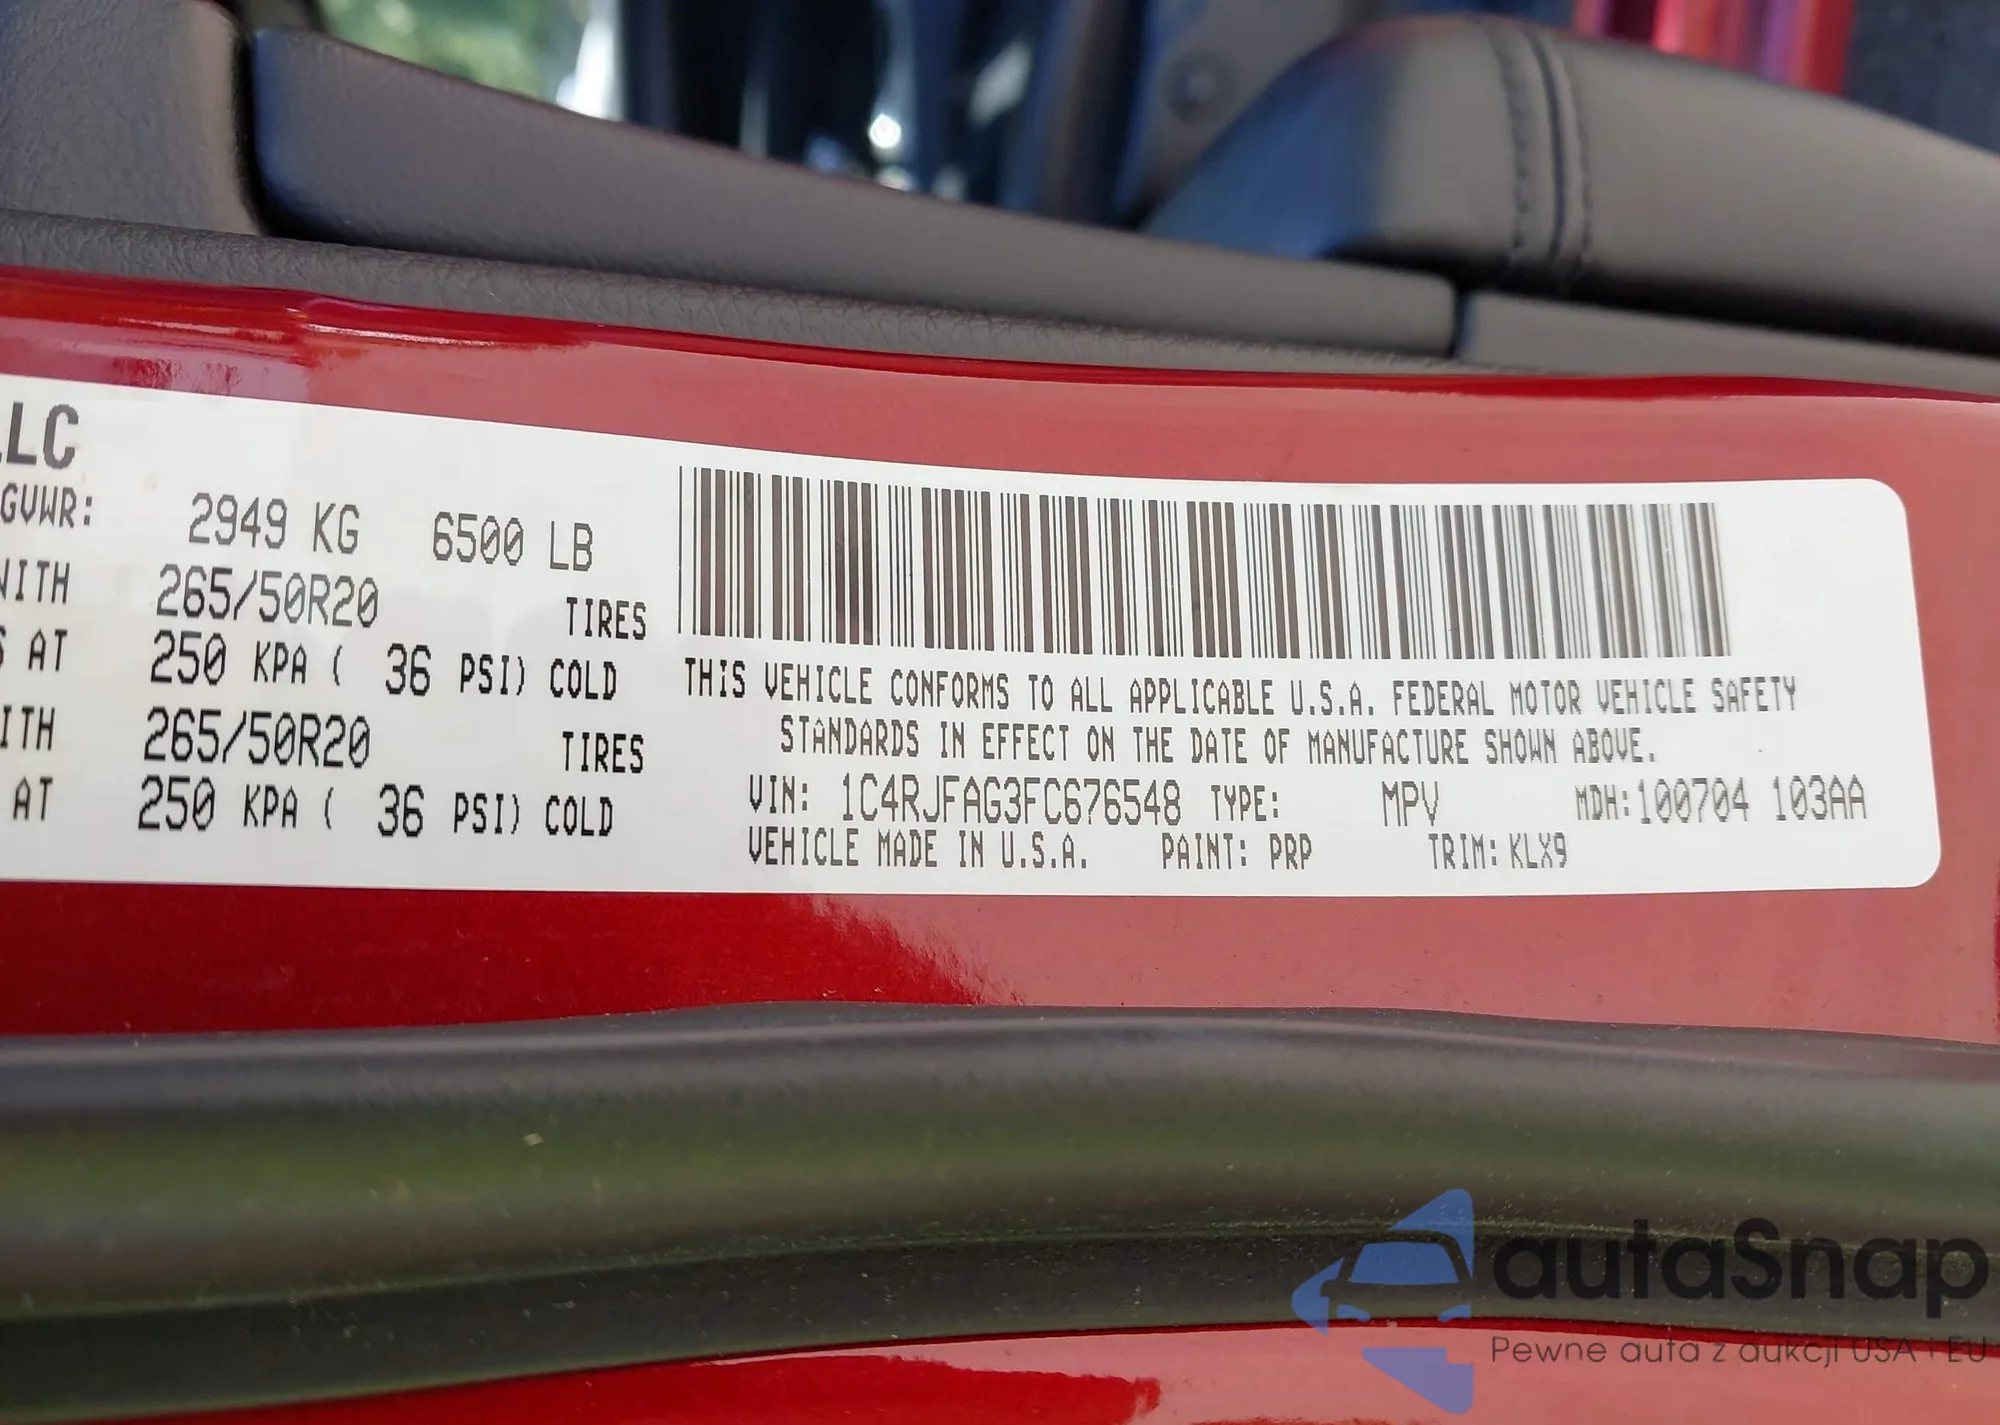 LLC
GVWR: 2949 KG 6500 LB
WITH 265/50R20 TIRES
S AT 250 KPA ( 36 PSI) COLD
ITH 265/50R20 TIRES
AT 250 KPA ( 36 PSI) COLD
THIS VEHICLE CONFORMS TO ALL APPLICABLE U.S.A. FEDERAL MOTOR VEHICLE SAFETY
STANDARDS IN EFFECT ON THE DATE OF MANUFACTURE SHOWN ABOVE.
VIN: 1C4RJFAG3FC676548 TYPE: MPV MDH:100704 103AA
VEHICLE MADE IN U.S.A. PAINT: PRP TRIM: KLX9
autaSnap
Pewne auta z aukcji USA i EU